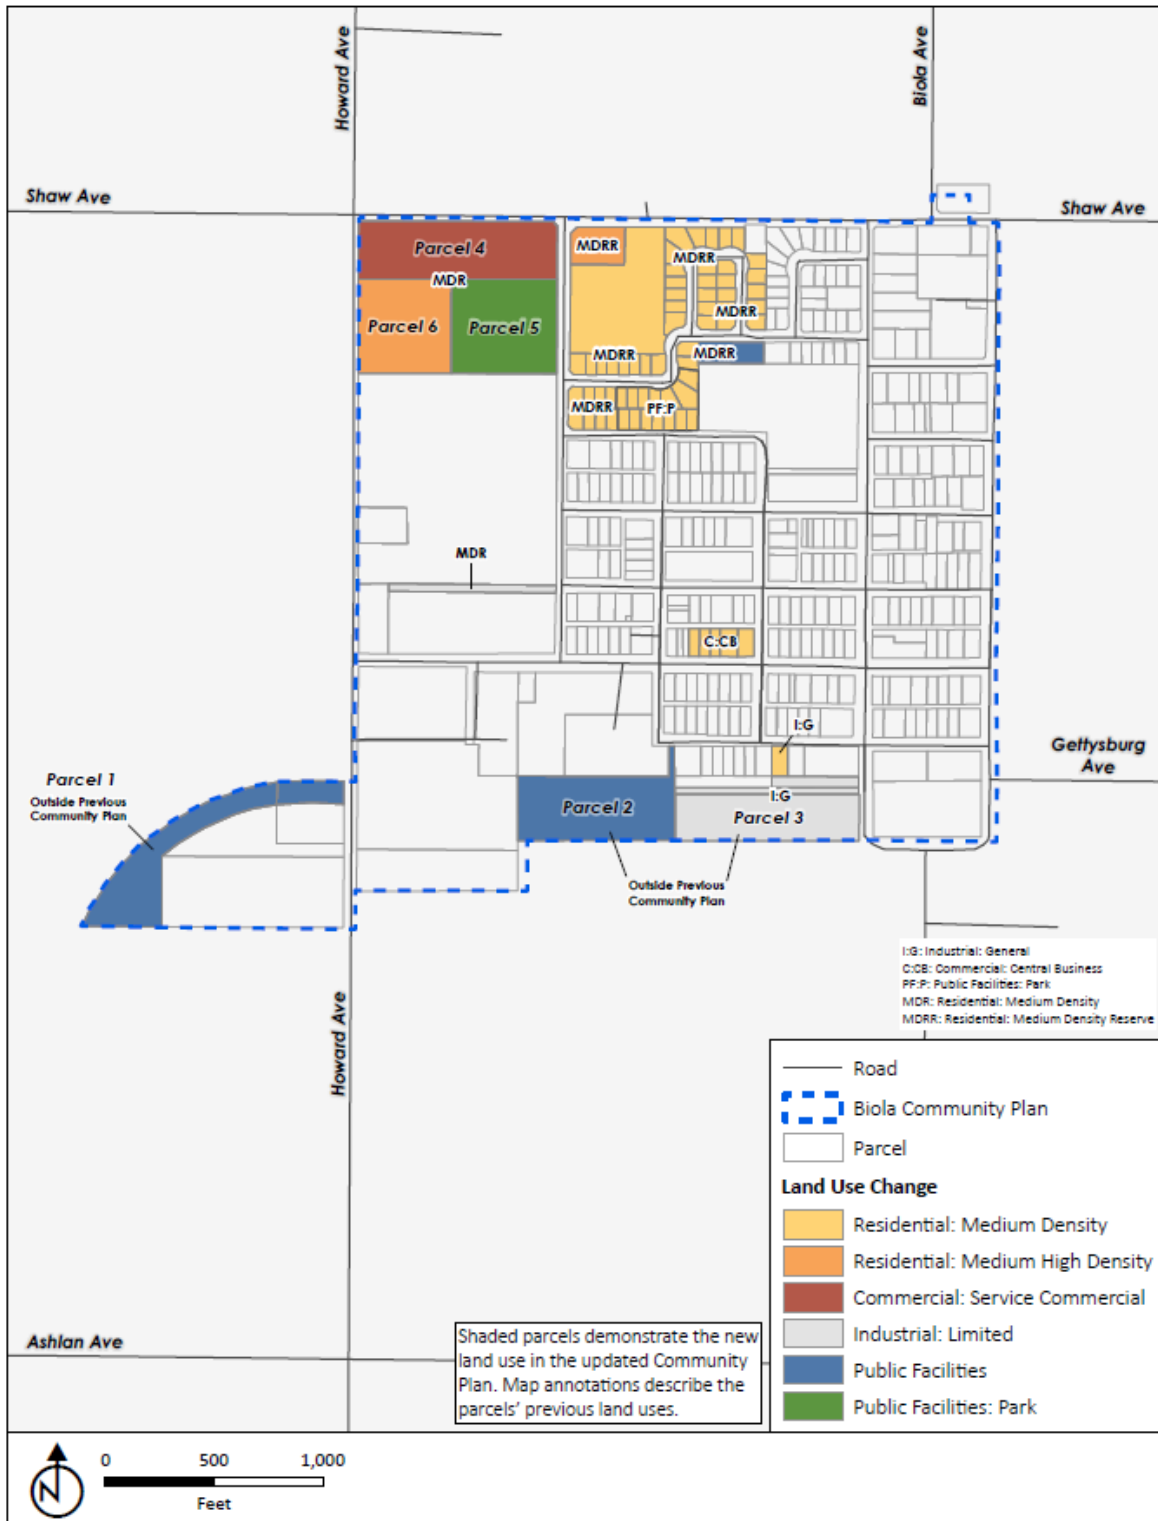 Howard Ave
Biola Ave
Shaw Ave
Shaw Ave
Parcel 4
MDR
Parcel 6
Parcel 5
MDRR
MDRR
MDRR
MDRR
MDRR
MDRR
PF:P
MDR
C:CB
I:G
Gettysburg
Ave
Parcel 1
Outside Previous
Community Plan
Parcel 2
I:G
Parcel 3
Outside Previous
Community Plan
I:G: Industrial: General
C:CB: Commercial: Central Business
PF:P: Public Facilities: Park
MDR: Residential: Medium Density
MDRR: Residential: Medium Density Reserve
Howard Ave
Road
Biola Community Plan
Parcel
Land Use Change
Residential: Medium Density
Residential: Medium High Density
Commercial: Service Commercial
Industrial: Limited
Public Facilities
Public Facilities: Park
Ashlan Ave
Shaded parcels demonstrate the new
land use in the updated Community
Plan. Map annotations describe the
parcels' previous land uses.
N
0 500 1,000
Feet